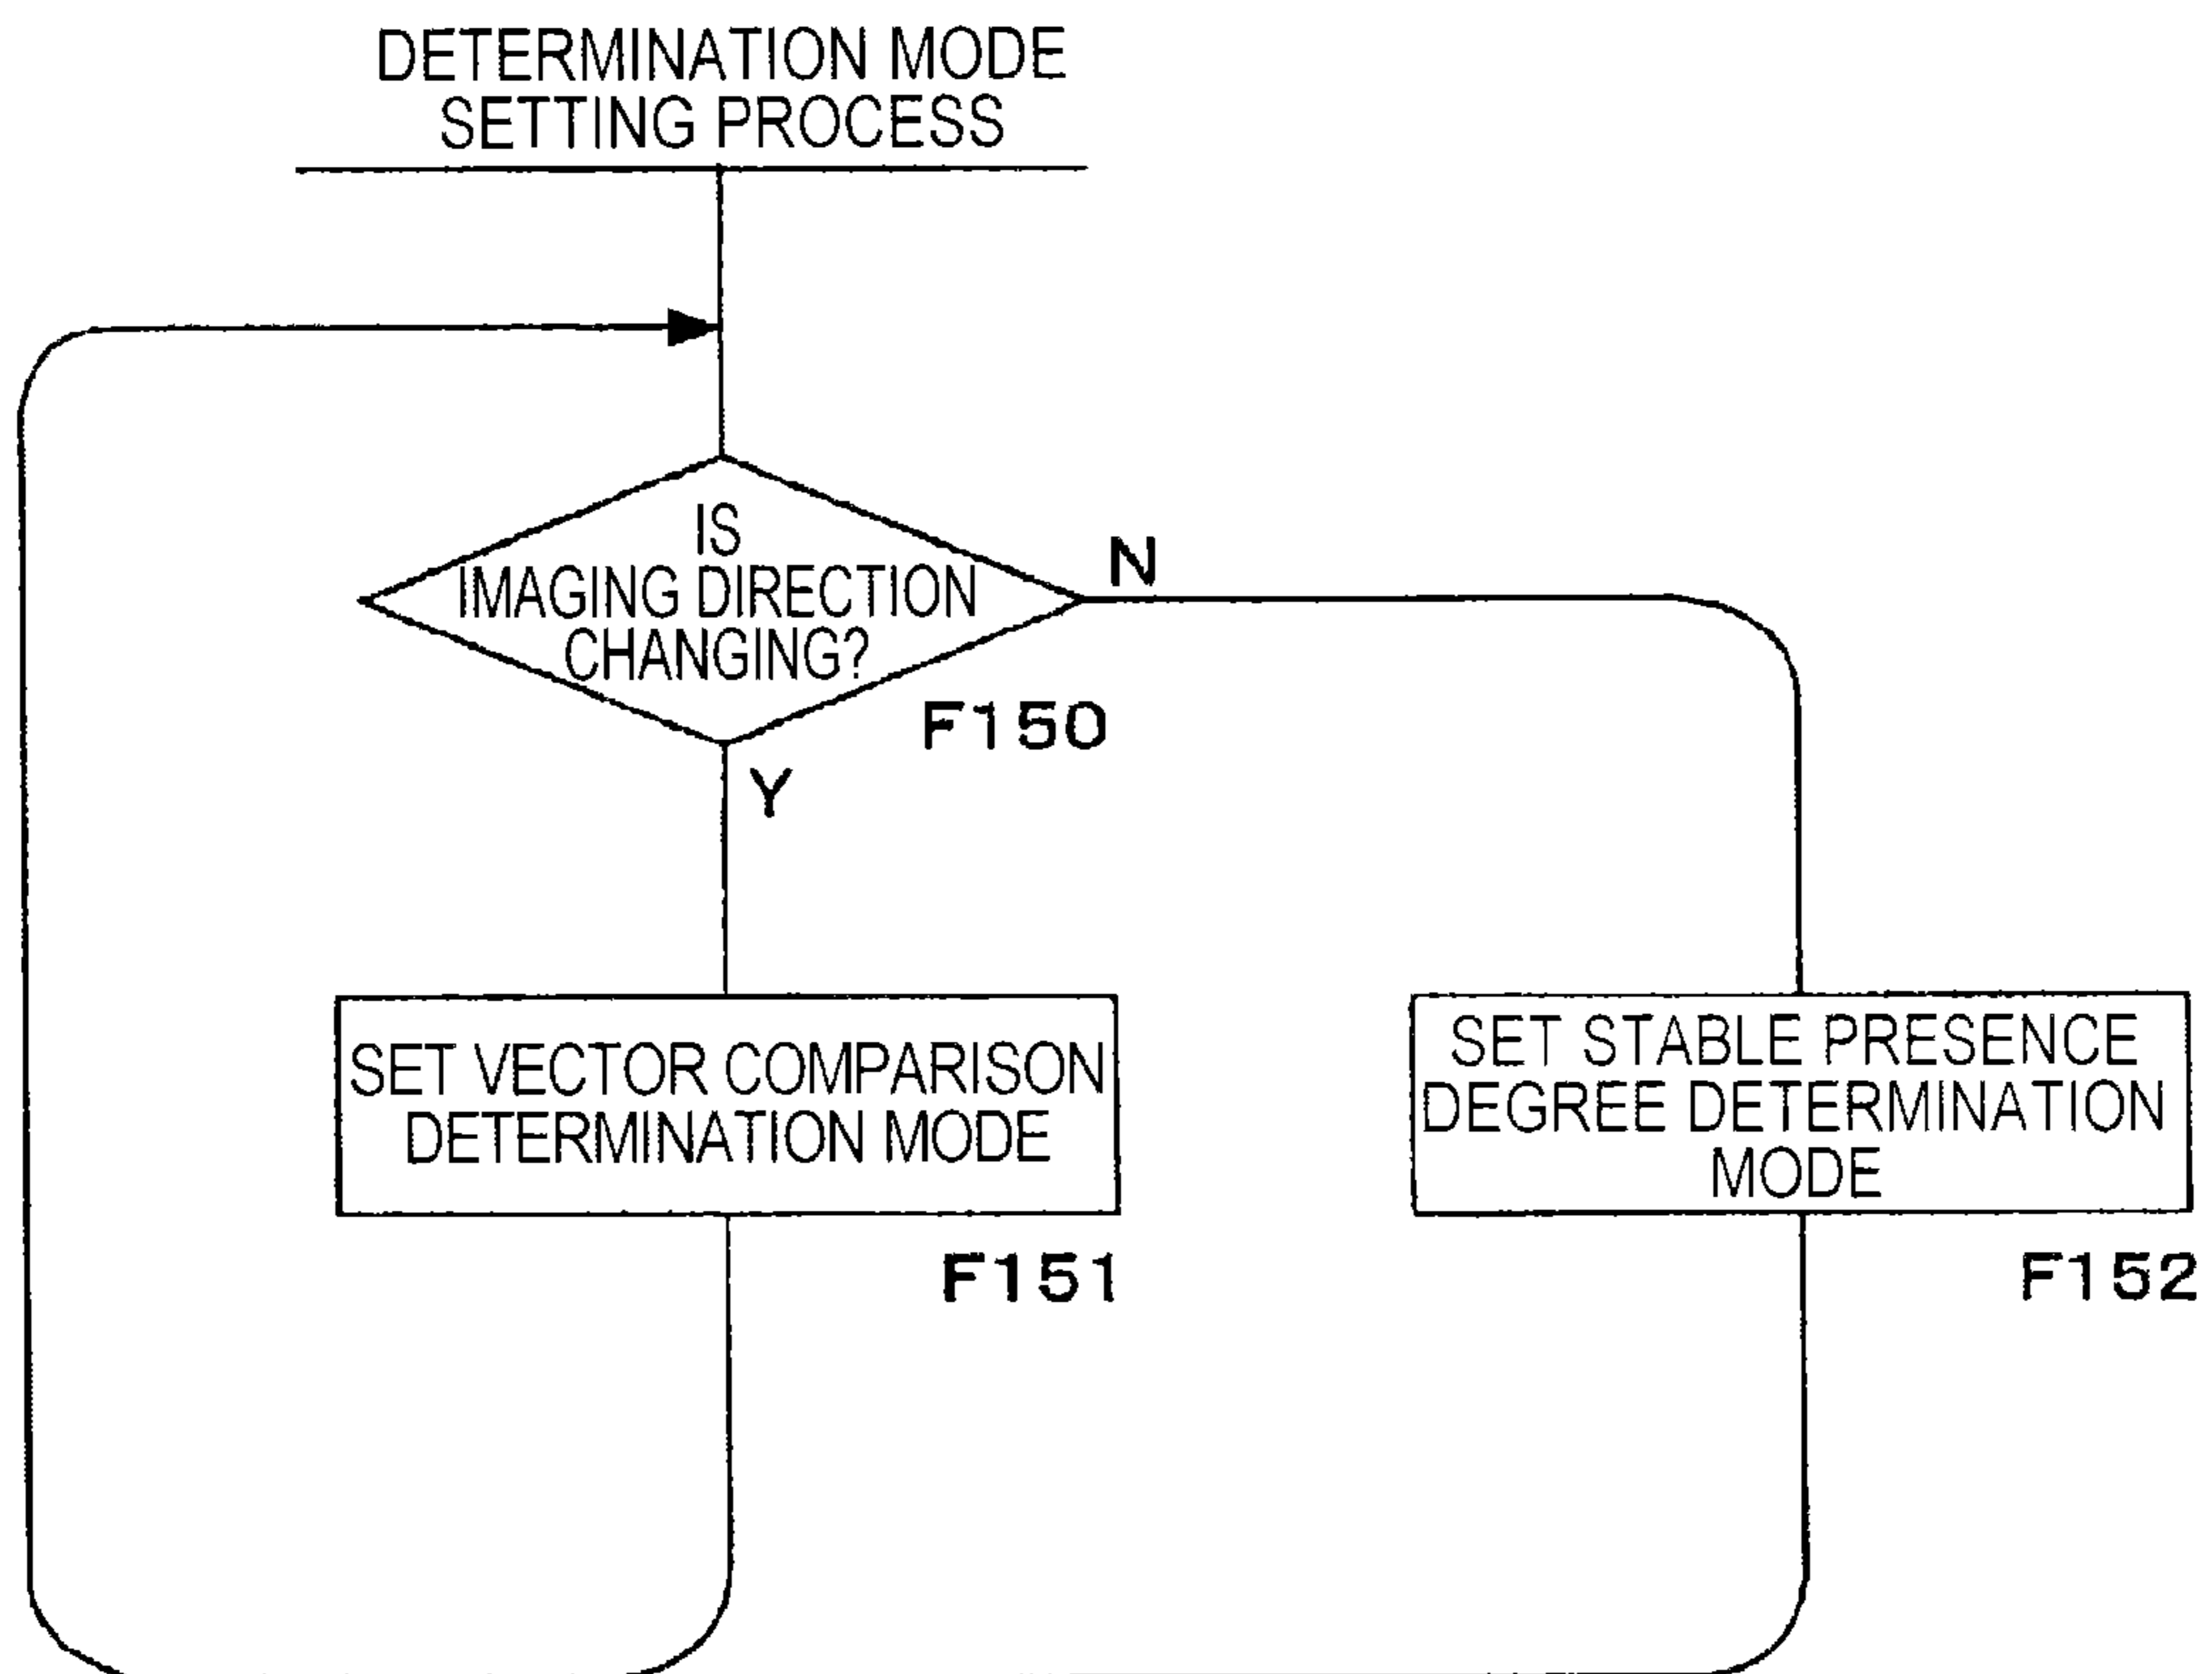 DETERMINATION MODE
SETTING PROCESS
IS
IMAGING DIRECTION
CHANGING?
N
F150
Y
SET VECTOR COMPARISON
DETERMINATION MODE
F151
SET STABLE PRESENCE
DEGREE DETERMINATION
MODE
F152